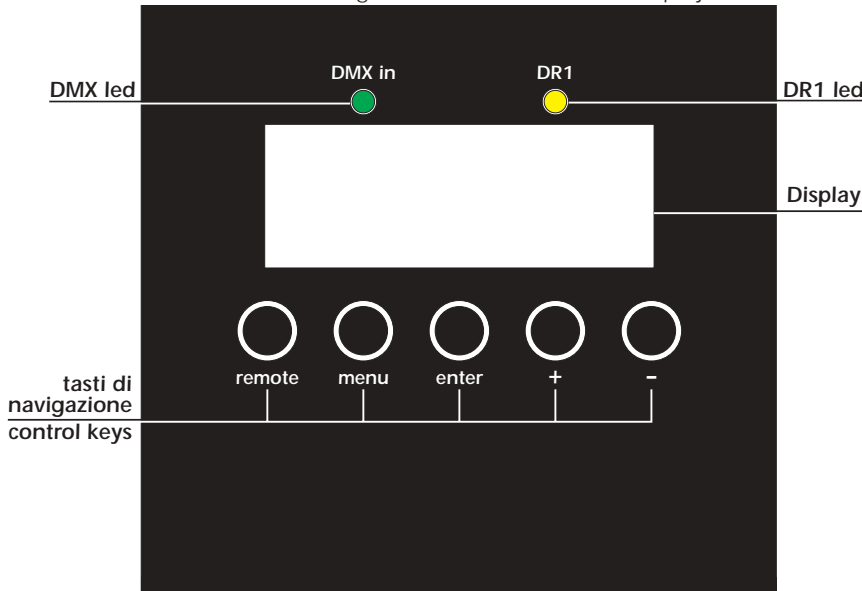 DMX in
DR1
DMX led
DR1 led
Display
remote
menu
enter
+
-
tasti di
navigazione
control keys